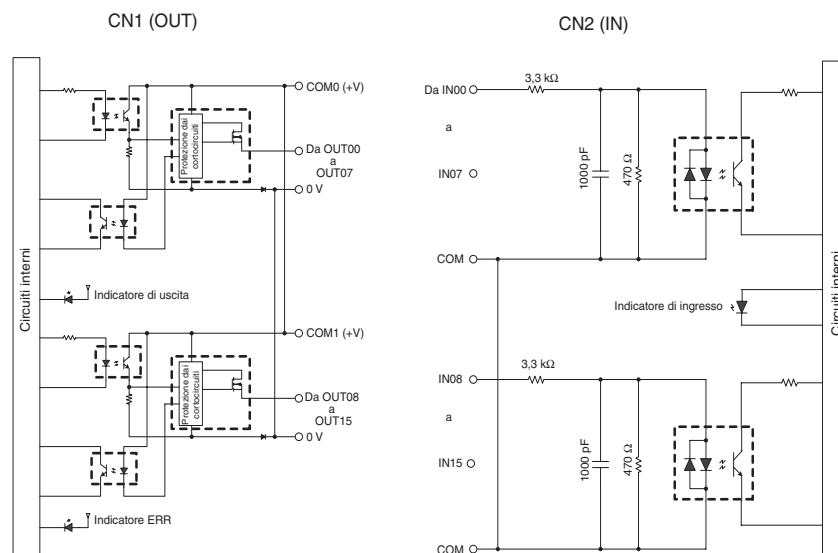 CN1 (OUT)
Circuiti interni
COM0 (+V)
Protezione dai
cortocircuiti
Da OUT00
a
OUT07
0 V
Indicatore di uscita
COM1 (+V)
Protezione dai
cortocircuiti
Da OUT08
a
OUT15
0 V
Indicatore ERR
CN2 (IN)
Da IN00
3,3 kΩ
a
IN07
1000 pF
470 Ω
COM
Indicatore di ingresso
Circuiti interni
IN08
3,3 kΩ
a
IN15
1000 pF
470 Ω
COM